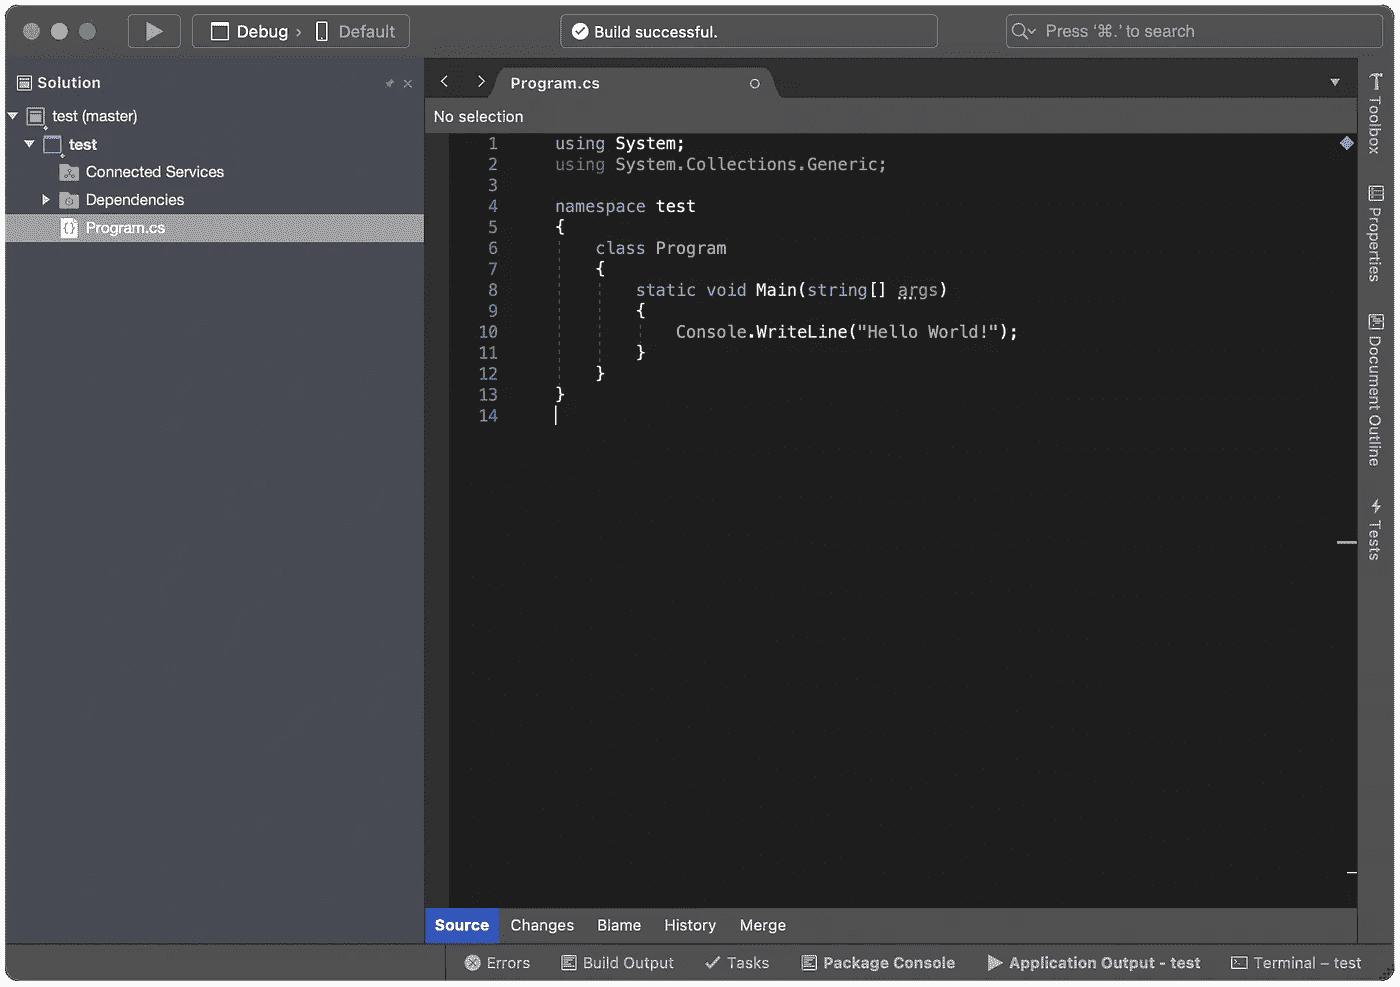 Debug › Default
Build successful.
Press ‘⌘.’ to search
Solution
test (master)
test
Connected Services
Dependencies
Program.cs
Program.cs
No selection
1 using System;
2 using System.Collections.Generic;
3
4 namespace test
5 {
6 class Program
7 {
8 static void Main(string[] args)
9 {
10 Console.WriteLine("Hello World!");
11 }
12 }
13 }
14
Toolbox
Properties
Document Outline
Tests
Source Changes Blame History Merge
Errors Build Output Tasks Package Console Application Output - test Terminal – test